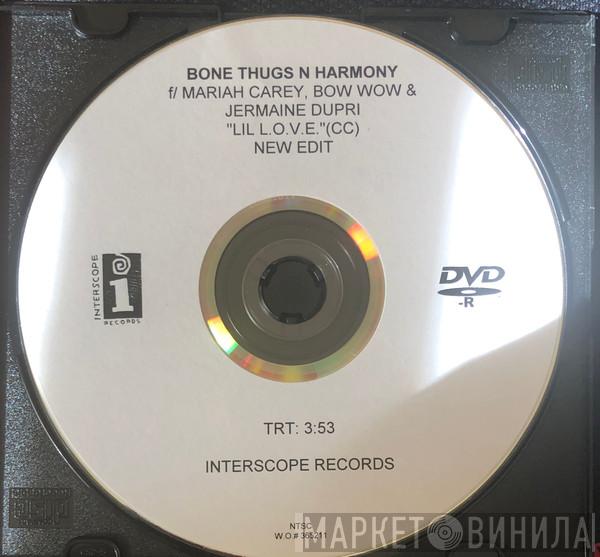 BONE THUGS N HARMONY
f/ MARIAH CAREY, BOW WOW &
JERMAINE DUPRI
"LIL L.O.V.E."(CC)
NEW EDIT
INTERSCOPE
i
RECORDS
DVD
-R
TRT: 3:53
INTERSCOPE RECORDS
NTSC
W.O.# 365211
МАРКЕТ ВИНИЛА